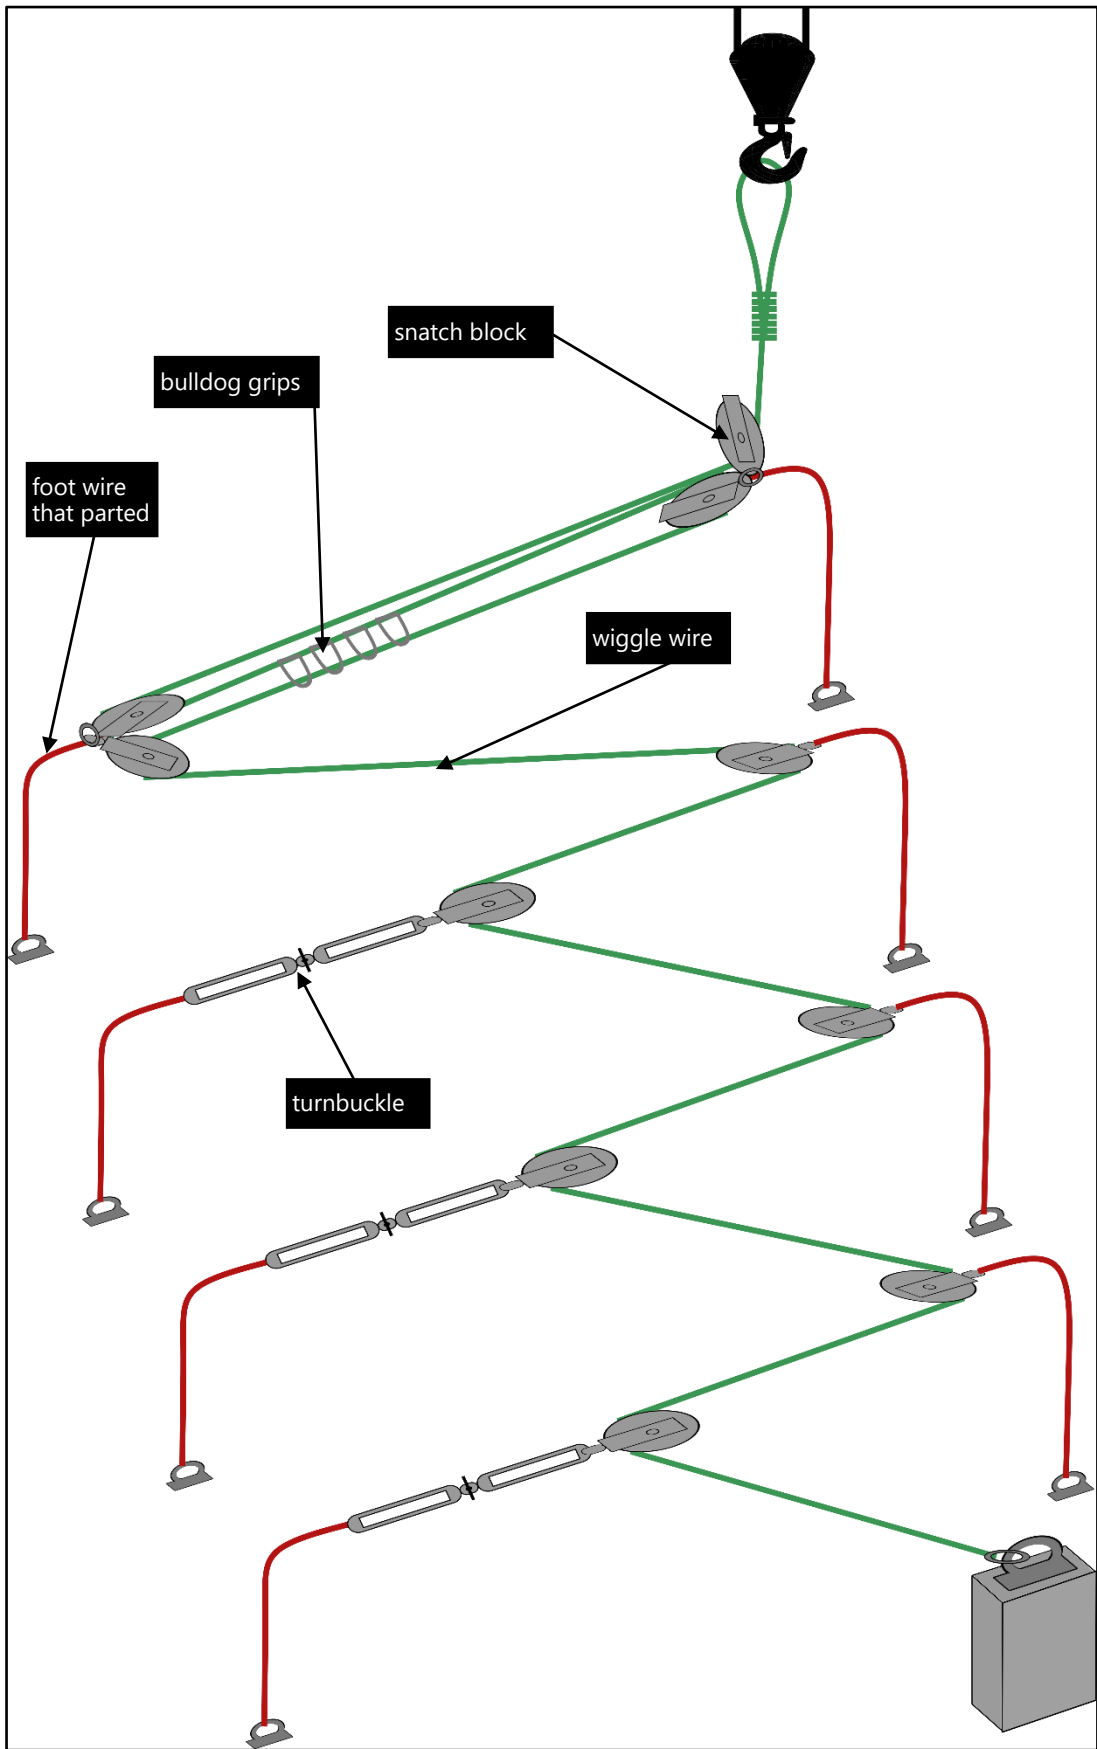 snatch block
bulldog grips
foot wire
that parted
wiggle wire
turnbuckle